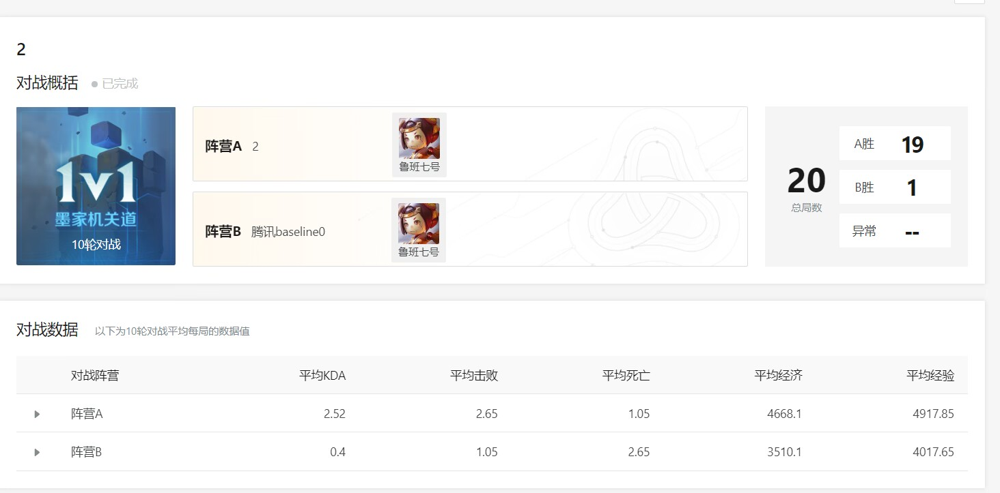 2
对战概括 已完成
1v1
墨家机关道
10轮对战
阵营A 2
鲁班七号
阵营B 腾讯baseline0
鲁班七号
20
总局数
A胜 19
B胜 1
异常 --
对战数据 以下为10轮对战平均每局的数据值
对战阵营 平均KDA 平均击败 平均死亡 平均经济 平均经验
阵营A 2.52 2.65 1.05 4668.1 4917.85
阵营B 0.4 1.05 2.65 3510.1 4017.65